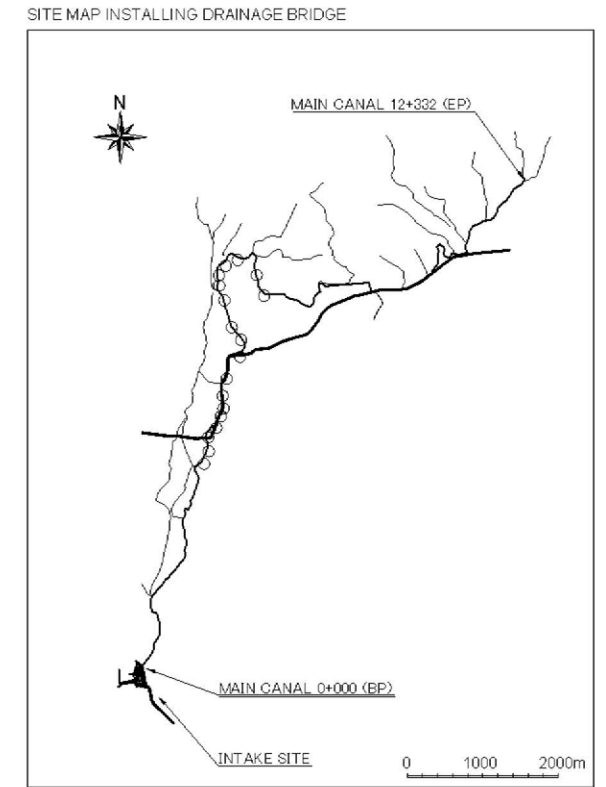 SITE MAP INSTALLING DRAINAGE BRIDGE
N
MAIN CANAL 12+332 (EP)
MAIN CANAL 0+000 (BP)
INTAKE SITE
0 1000 2000m